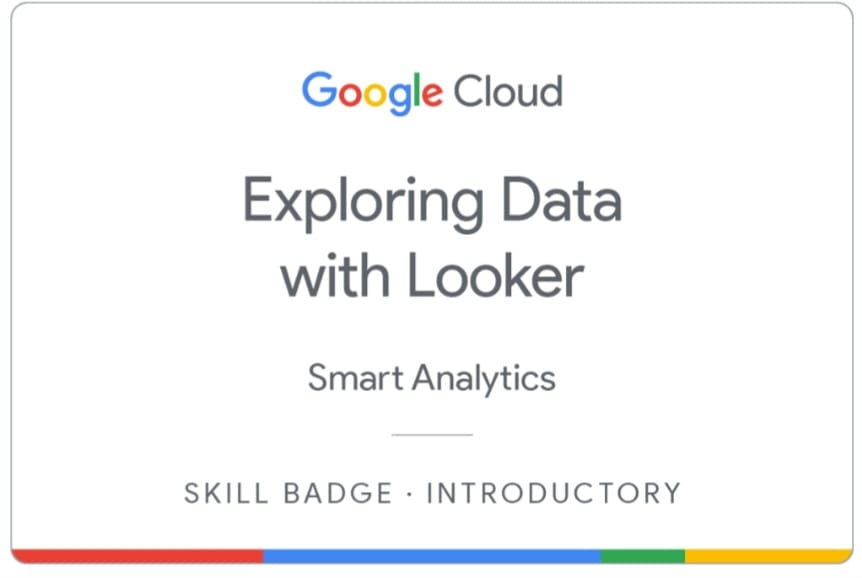 Google Cloud
Exploring Data
with Looker
Smart Analytics
SKILL BADGE · INTRODUCTORY